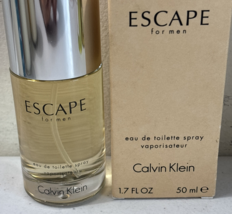 ESCAPE
for men
eau de toilette spray
Calvin Klein
ESCAPE
for men
eau de toilette spray
vaporisateur
Calvin Klein
1.7 FL OZ 50 ml ℮